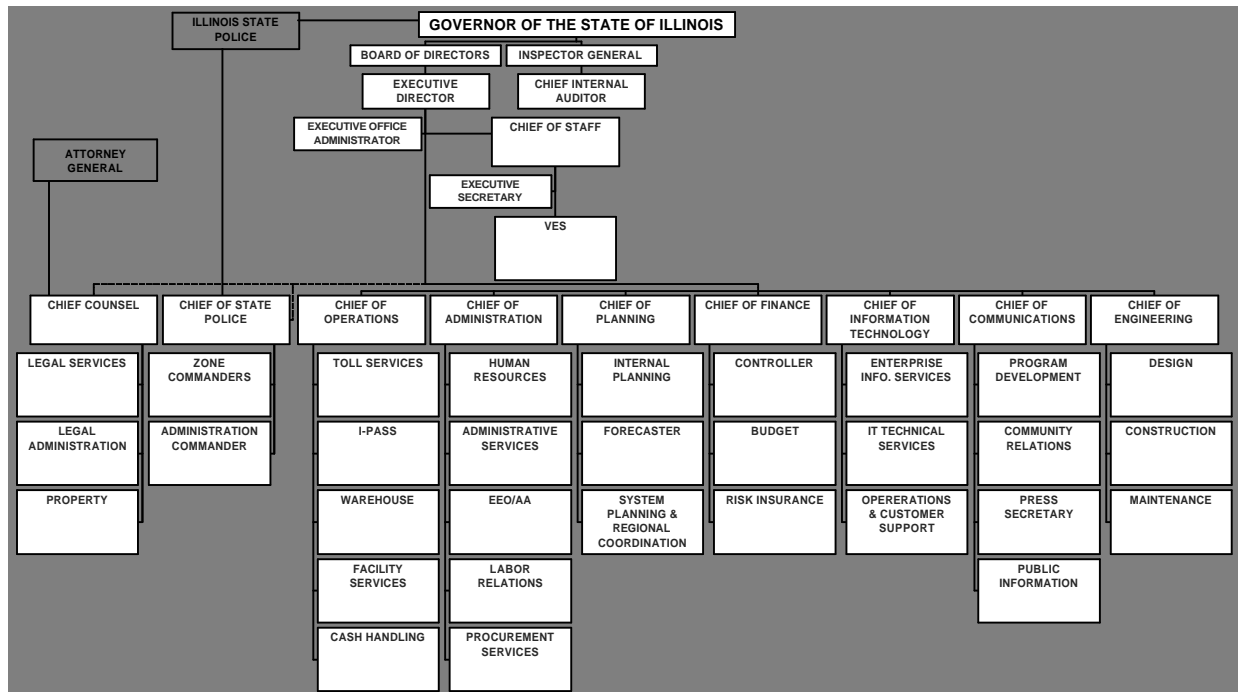 ILLINOIS STATE
POLICE
GOVERNOR OF THE STATE OF ILLINOIS
BOARD OF DIRECTORS
INSPECTOR GENERAL
EXECUTIVE
DIRECTOR
CHIEF INTERNAL
AUDITOR
EXECUTIVE OFFICE
ADMINISTRATOR
CHIEF OF STAFF
ATTORNEY
GENERAL
EXECUTIVE
SECRETARY
VES
CHIEF COUNSEL
CHIEF OF STATE
POLICE
CHIEF OF
OPERATIONS
CHIEF OF
ADMINISTRATION
CHIEF OF
PLANNING
CHIEF OF FINANCE
CHIEF OF
INFORMATION
TECHNOLOGY
CHIEF OF
COMMUNICATIONS
CHIEF OF
ENGINEERING
LEGAL SERVICES
ZONE
COMMANDERS
TOLL SERVICES
HUMAN
RESOURCES
INTERNAL
PLANNING
CONTROLLER
ENTERPRISE
INFO. SERVICES
PROGRAM
DEVELOPMENT
DESIGN
LEGAL
ADMINISTRATION
ADMINISTRATION
COMMANDER
I-PASS
ADMINISTRATIVE
SERVICES
FORECASTER
BUDGET
IT TECHNICAL
SERVICES
COMMUNITY
RELATIONS
CONSTRUCTION
PROPERTY
WAREHOUSE
EEO/AA
SYSTEM
PLANNING &
REGIONAL
COORDINATION
RISK INSURANCE
OPERERATIONS
& CUSTOMER
SUPPORT
PRESS
SECRETARY
MAINTENANCE
FACILITY
SERVICES
LABOR
RELATIONS
PUBLIC
INFORMATION
CASH HANDLING
PROCUREMENT
SERVICES